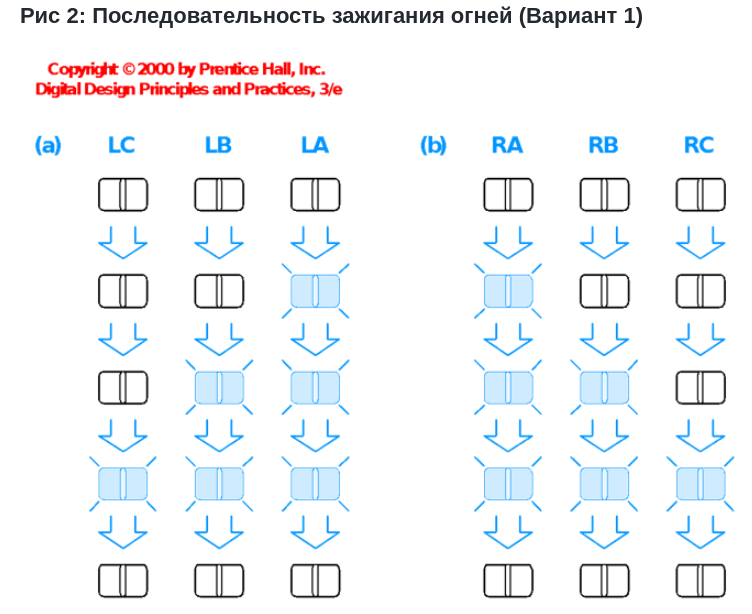 Рис 2: Последовательность зажигания огней (Вариант 1)
Copyright © 2000 by Prentice Hall, Inc.
Digital Design Principles and Practices, 3/e
(a) LC LB LA (b) RA RB RC